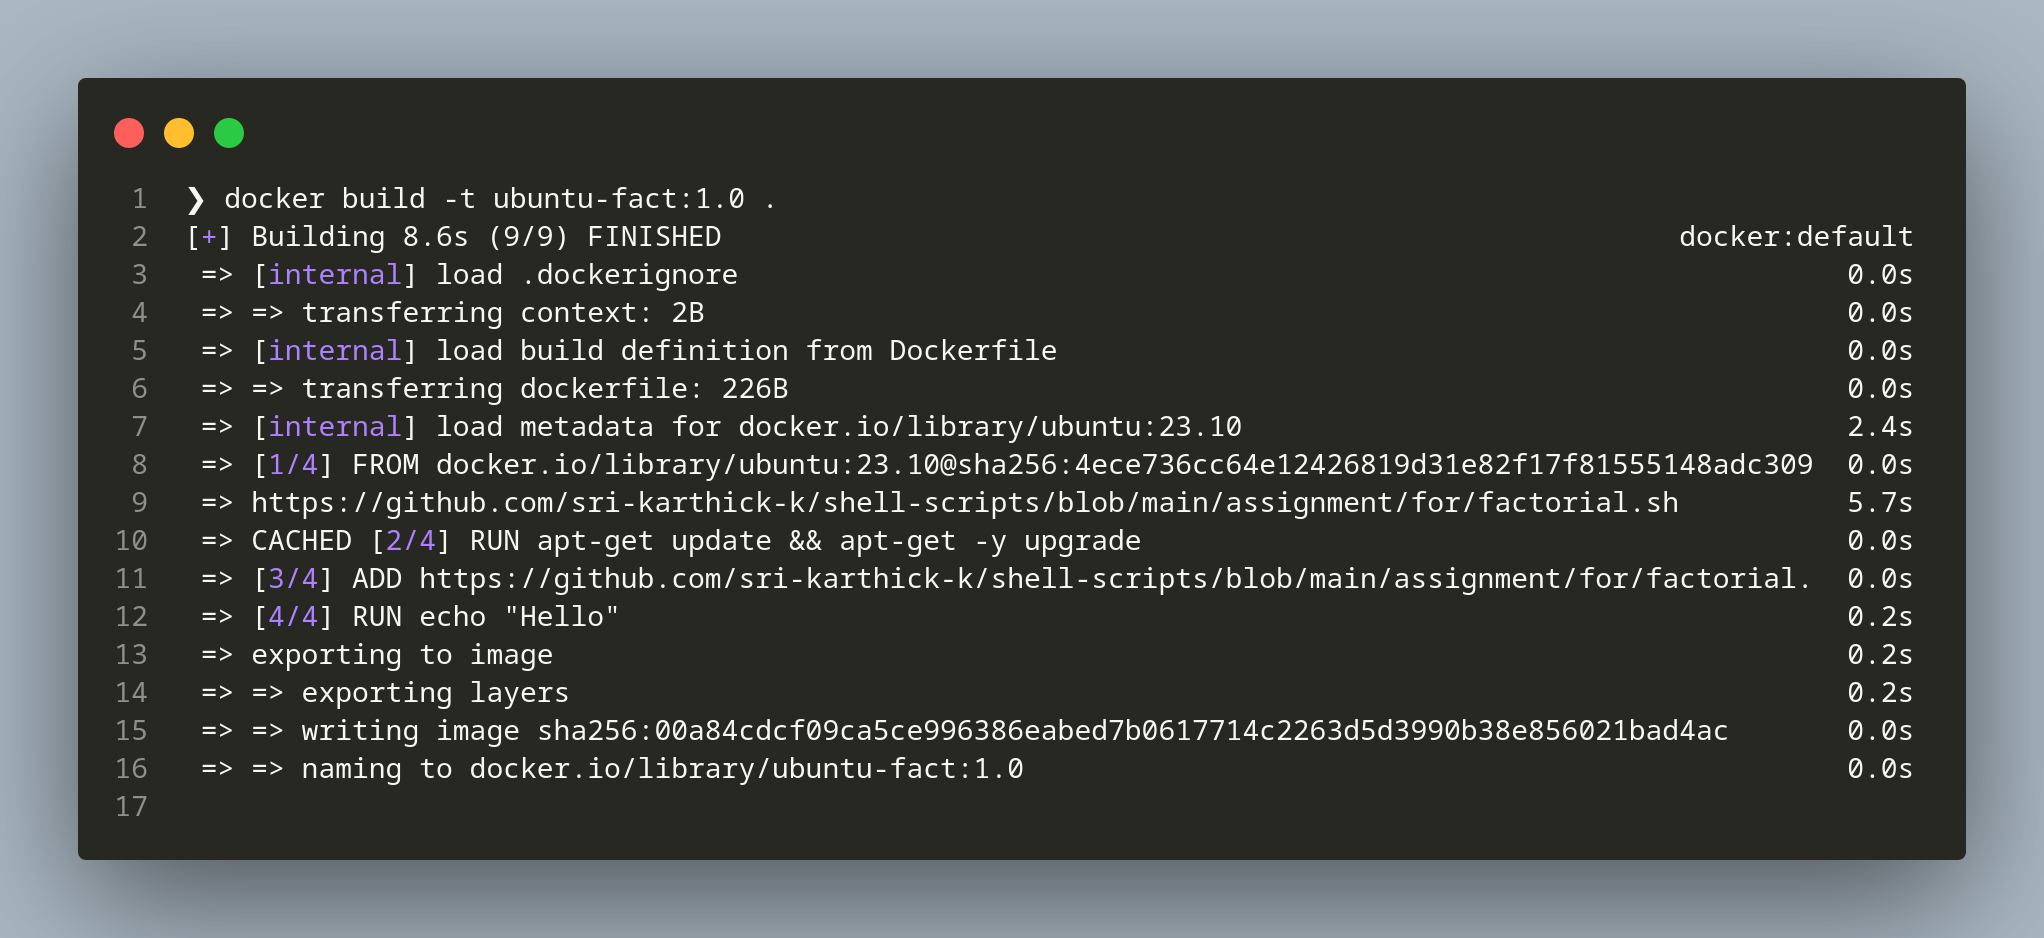 1 ❯ docker build -t ubuntu-fact:1.0 .
2 [+] Building 8.6s (9/9) FINISHED docker:default
3 => [internal] load .dockerignore 0.0s
4 => => transferring context: 2B 0.0s
5 => [internal] load build definition from Dockerfile 0.0s
6 => => transferring dockerfile: 226B 0.0s
7 => [internal] load metadata for docker.io/library/ubuntu:23.10 2.4s
8 => [1/4] FROM docker.io/library/ubuntu:23.10@sha256:4ece736cc64e12426819d31e82f17f81555148adc309 0.0s
9 => https://github.com/sri-karthick-k/shell-scripts/blob/main/assignment/for/factorial.sh 5.7s
10 => CACHED [2/4] RUN apt-get update && apt-get -y upgrade 0.0s
11 => [3/4] ADD https://github.com/sri-karthick-k/shell-scripts/blob/main/assignment/for/factorial. 0.0s
12 => [4/4] RUN echo "Hello" 0.2s
13 => exporting to image 0.2s
14 => => exporting layers 0.2s
15 => => writing image sha256:00a84cdcf09ca5ce996386eabed7b0617714c2263d5d3990b38e856021bad4ac 0.0s
16 => => naming to docker.io/library/ubuntu-fact:1.0 0.0s
17